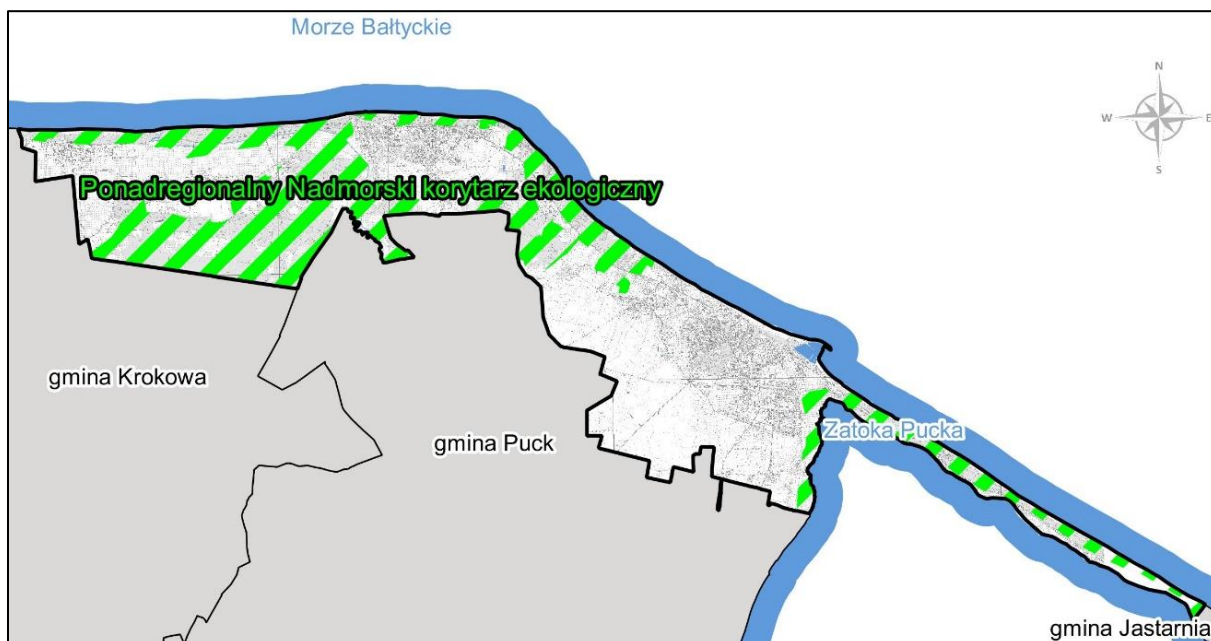 Morze Bałtyckie
N
W
E
S
Ponadregionalny Nadmorski korytarz ekologiczny
gmina Krokowa
gmina Puck
Zatoka Pucka
gmina Jastarnia